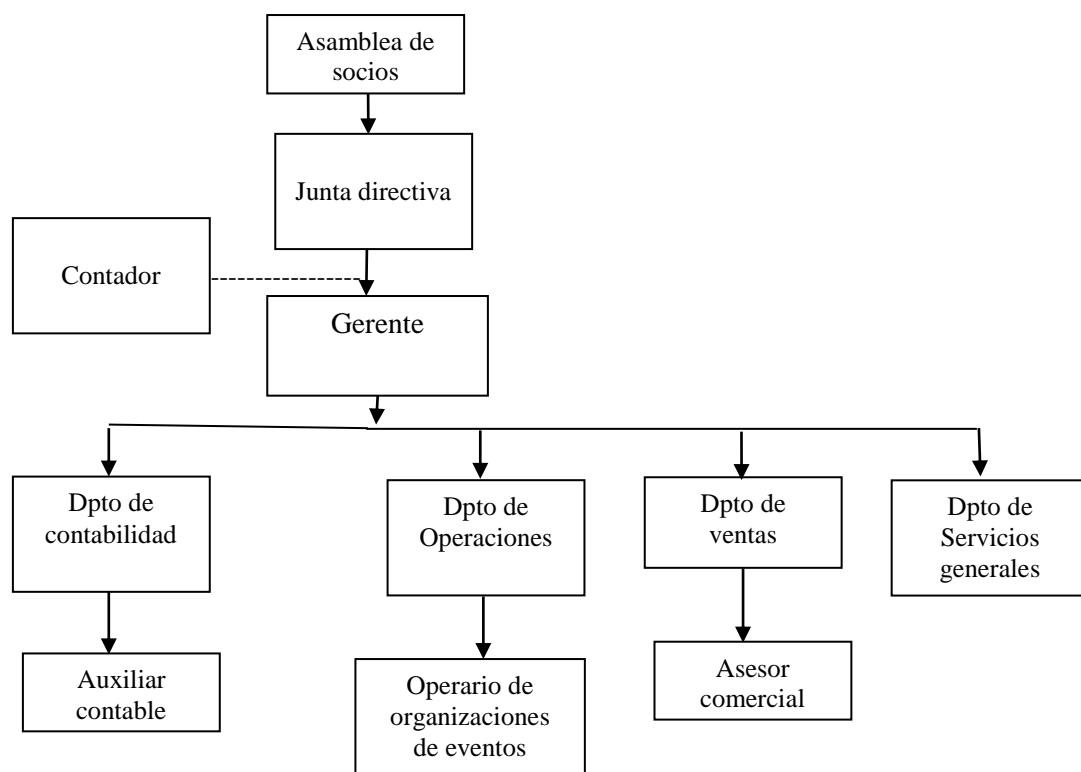 Asamblea de
socios
Junta directiva
Contador
Gerente
Dpto de
contabilidad
Dpto de
Operaciones
Dpto de
ventas
Dpto de
Servicios
generales
Auxiliar
contable
Operario de
organizaciones
de eventos
Asesor
comercial